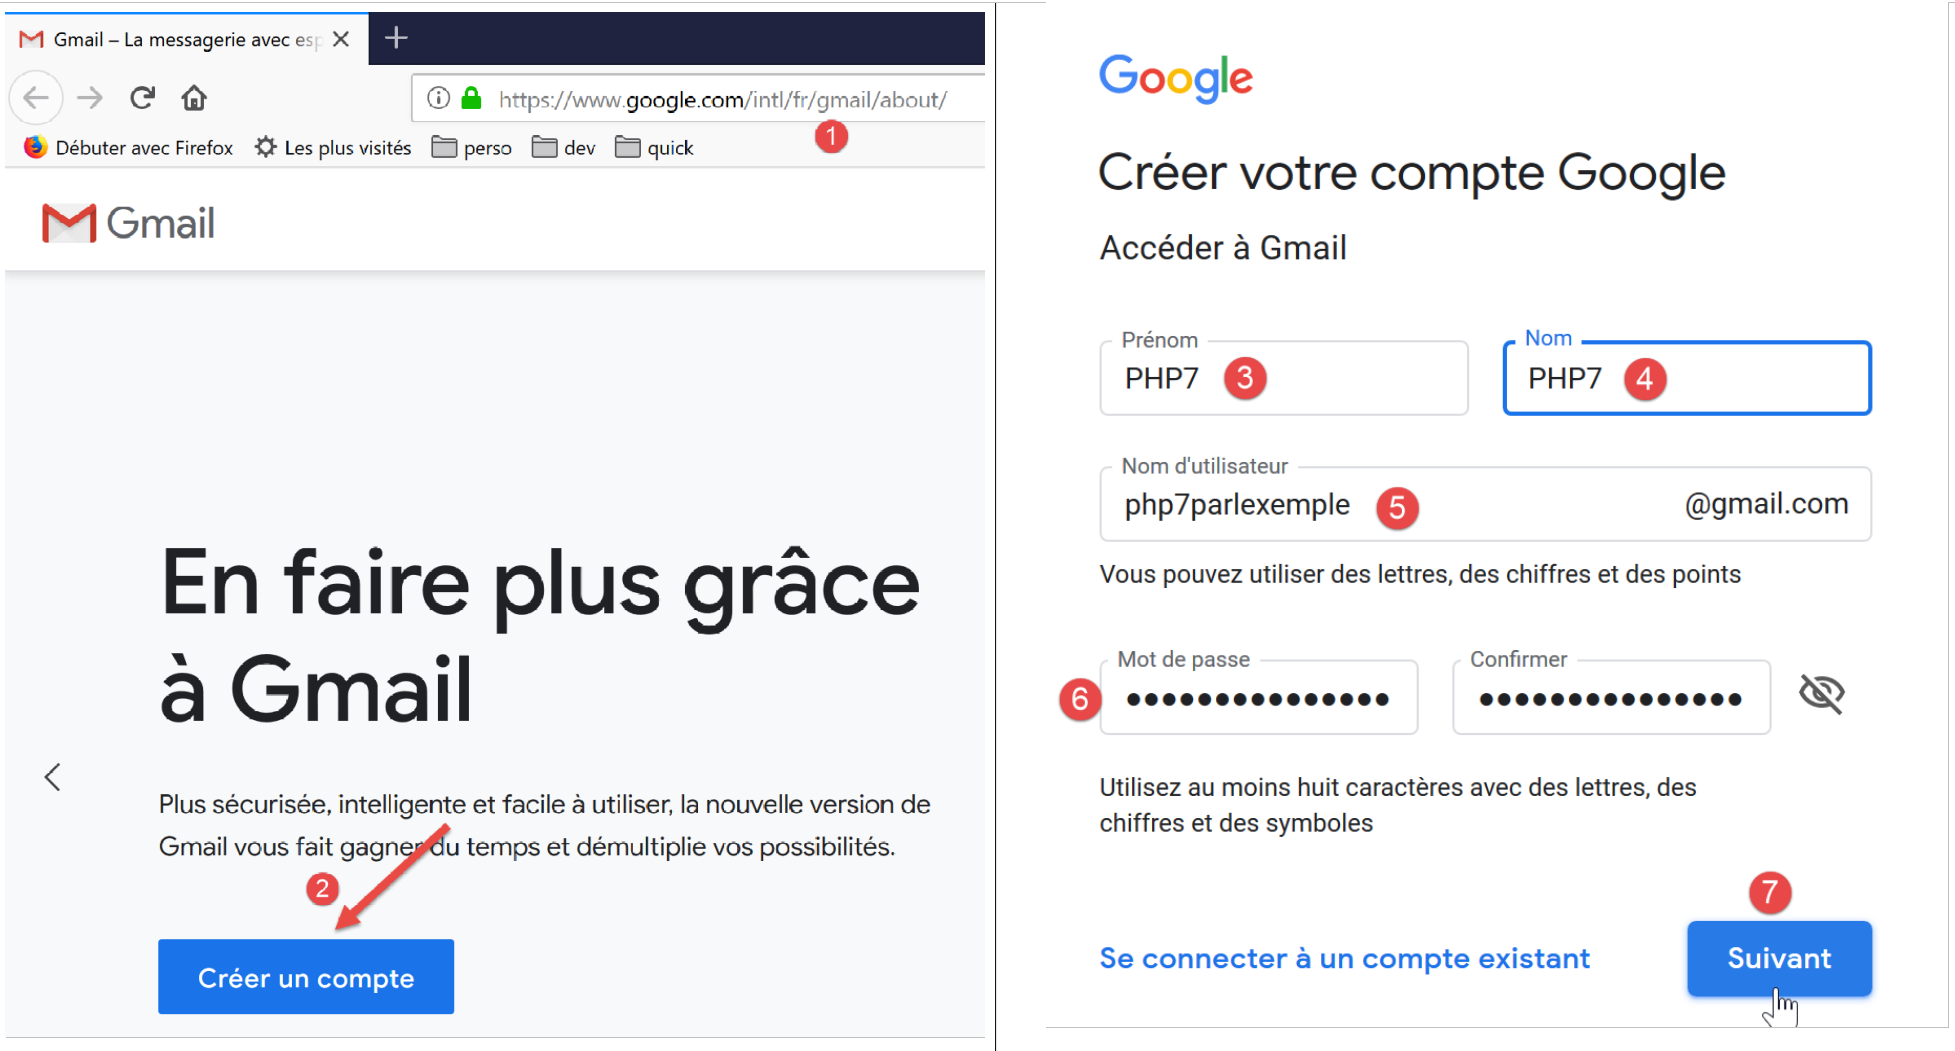 Gmail – La messagerie avec esp
https://www.google.com/intl/fr/gmail/about/
1
Débuter avec Firefox Les plus visités perso dev quick
Gmail
En faire plus grâce
à Gmail
Plus sécurisée, intelligente et facile à utiliser, la nouvelle version de
Gmail vous fait gagner du temps et démultiplie vos possibilités.
2
Créer un compte
Google
Créer votre compte Google
Accéder à Gmail
Prénom Nom
PHP7 3 PHP7 4
Nom d'utilisateur
php7parlexemple 5 @gmail.com
Vous pouvez utiliser des lettres, des chiffres et des points
Mot de passe Confirmer
6 ••••••••••••••• •••••••••••••••
Utilisez au moins huit caractères avec des lettres, des
chiffres et des symboles
7
Se connecter à un compte existant Suivant